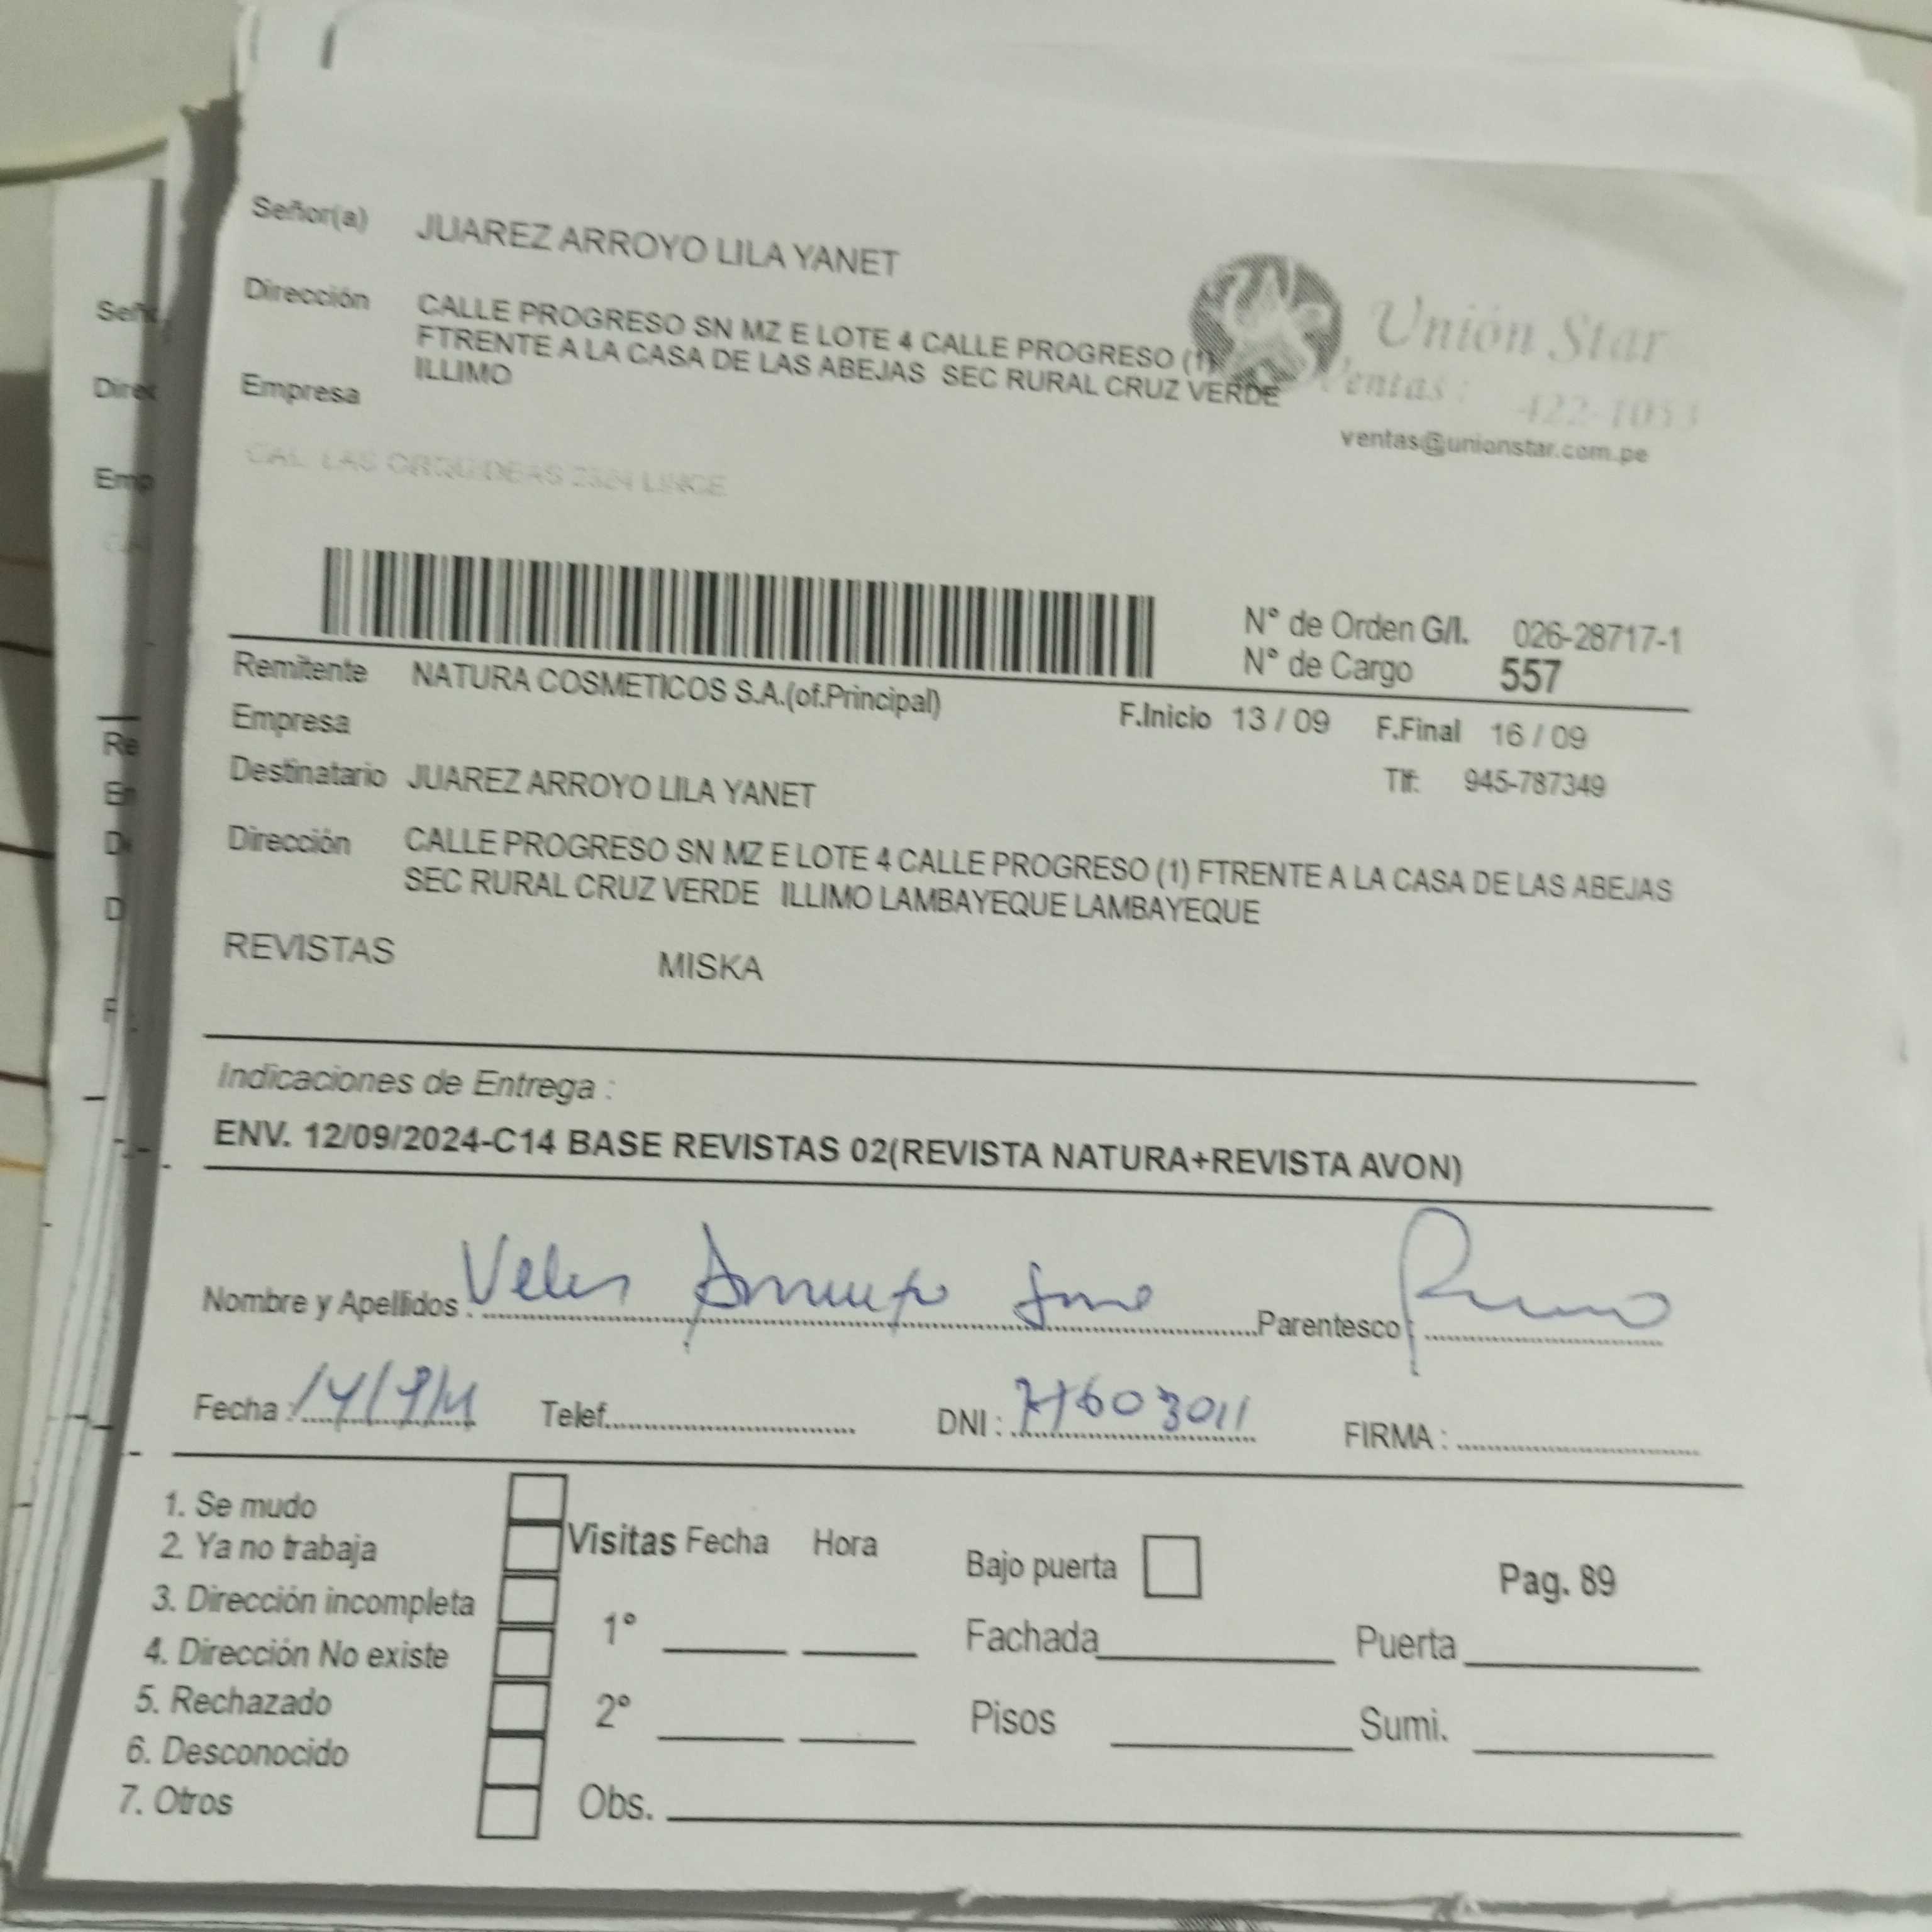 Señor(a) JUAREZ ARROYO LILA YANET
Dirección CALLE PROGRESO SN MZ E LOTE 4 CALLE PROGRESO (1)
FTRENTE A LA CASA DE LAS ABEJAS SEC RURAL CRUZ VERDE
ILLIMO
Empresa
Unión Star
Ventas: 422-1053
ventas@unionstar.com.pe
CAL. LAS ORQUIDEAS 2324 LINCE
N° de Orden G/I. 026-28717-1
N° de Cargo 557
Remitente NATURA COSMETICOS S.A.(of.Principal)
Empresa F.Inicio 13 / 09 F.Final 16 / 09
Destinatario JUAREZ ARROYO LILA YANET Tlf: 945-787349
Dirección CALLE PROGRESO SN MZ E LOTE 4 CALLE PROGRESO (1) FTRENTE A LA CASA DE LAS ABEJAS
SEC RURAL CRUZ VERDE ILLIMO LAMBAYEQUE LAMBAYEQUE
REVISTAS MISKA
Indicaciones de Entrega :
ENV. 12/09/2024-C14 BASE REVISTAS 02(REVISTA NATURA+REVISTA AVON)
Nombre y Apellidos : Parentesco :
Fecha : Telef. DNI : FIRMA :
1. Se mudo
2. Ya no trabaja
3. Dirección incompleta
4. Dirección No existe
5. Rechazado
6. Desconocido
7. Otros
Visitas Fecha Hora
1°
2°
Obs.
Bajo puerta Pag. 89
Fachada Puerta
Pisos Sumi.